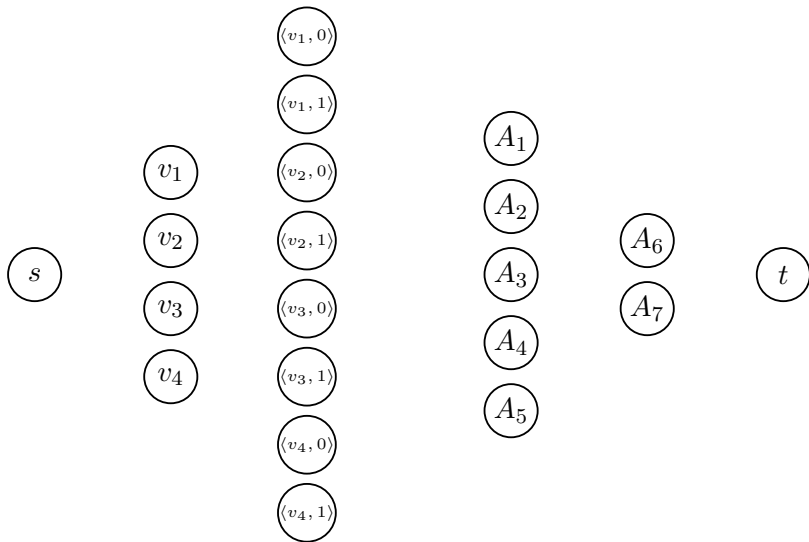 s
v₁
v₂
v₃
v₄
⟨v₁, 0⟩
⟨v₁, 1⟩
⟨v₂, 0⟩
⟨v₂, 1⟩
⟨v₃, 0⟩
⟨v₃, 1⟩
⟨v₄, 0⟩
⟨v₄, 1⟩
A₁
A₂
A₃
A₄
A₅
A₆
A₇
t